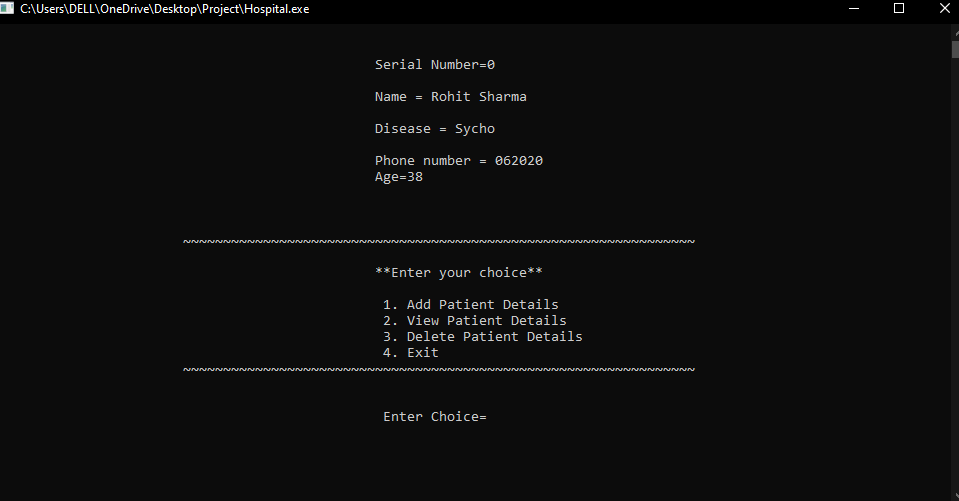 C:\Users\DELL\OneDrive\Desktop\Project\Hospital.exe
Serial Number=0
Name = Rohit Sharma
Disease = Sycho
Phone number = 062020
Age=38
~~~~~~~~~~~~~~~~~~~~~~~~~~~~~~~~~~~~~~~~~~~~~~~~~~~~~~~~~~~~~~~~
**Enter your choice**
1. Add Patient Details
2. View Patient Details
3. Delete Patient Details
4. Exit
~~~~~~~~~~~~~~~~~~~~~~~~~~~~~~~~~~~~~~~~~~~~~~~~~~~~~~~~~~~~~~~~
Enter Choice=